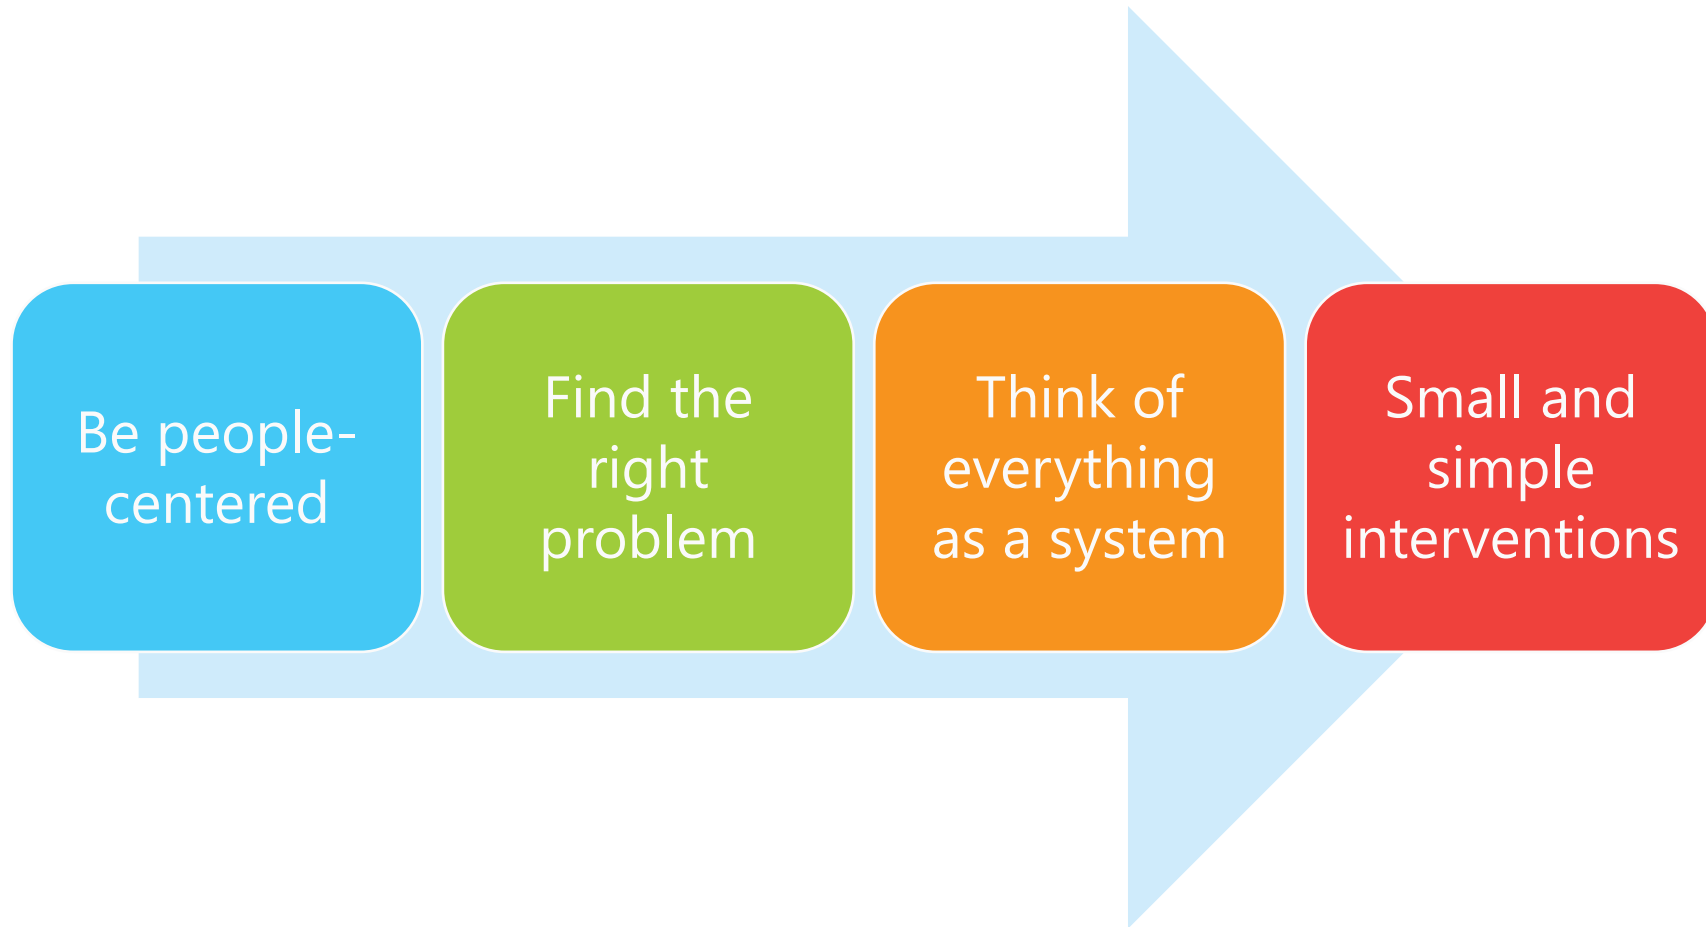 Be people-
centered
Find the
right
problem
Think of
everything
as a system
Small and
simple
interventions